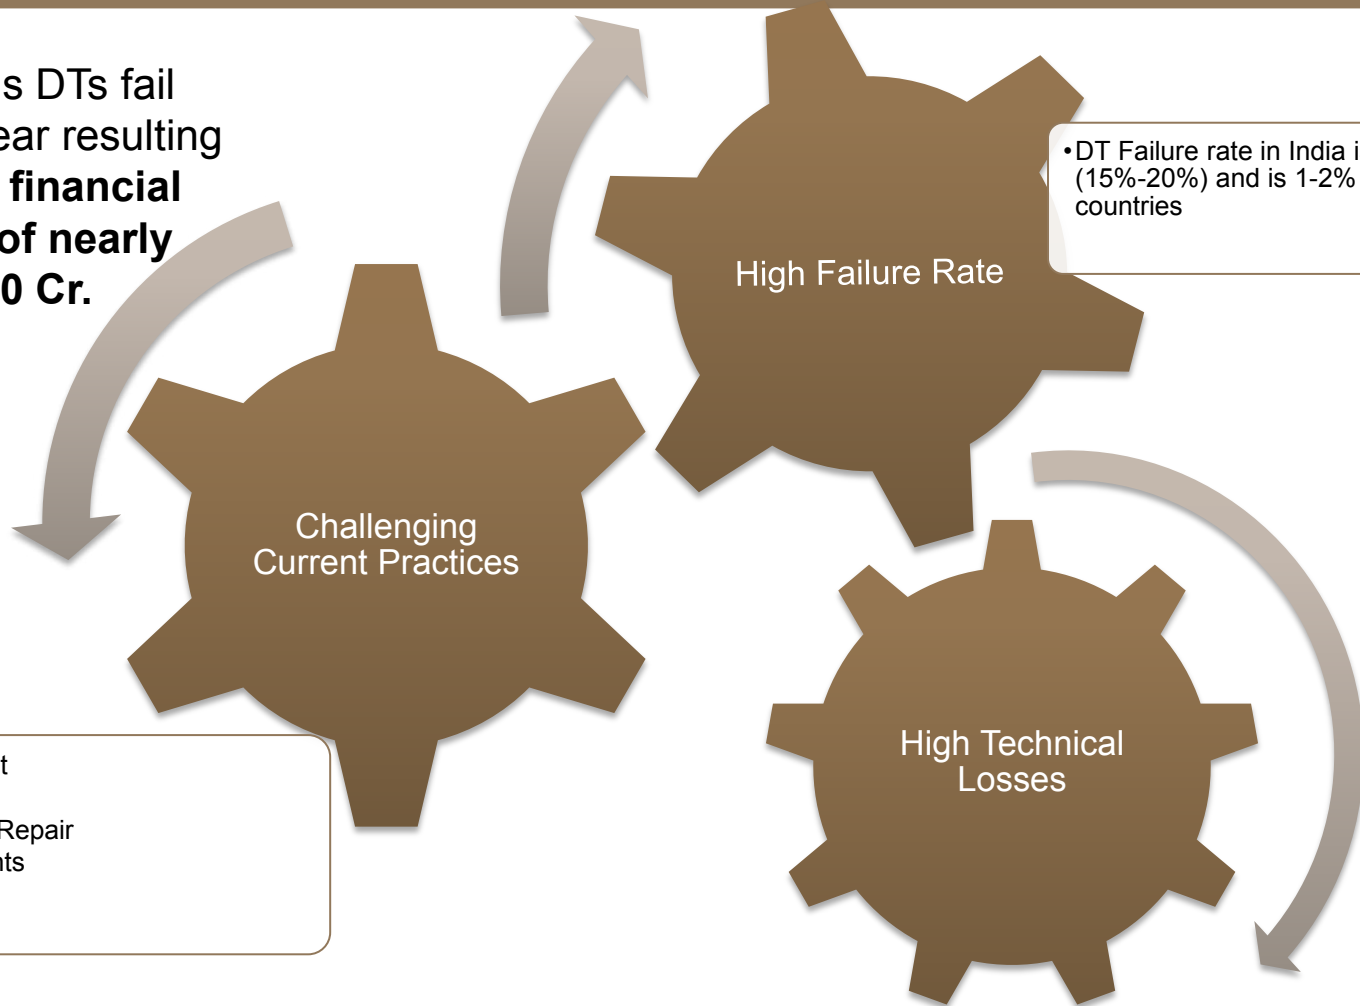 s DTs fail
ear resulting
financial
of nearly
0 Cr.
•DT Failure rate in India i
(15%-20%) and is 1-2%
countries
High Failure Rate
Challenging
Current Practices
High Technical
Losses
t
Repair
nts